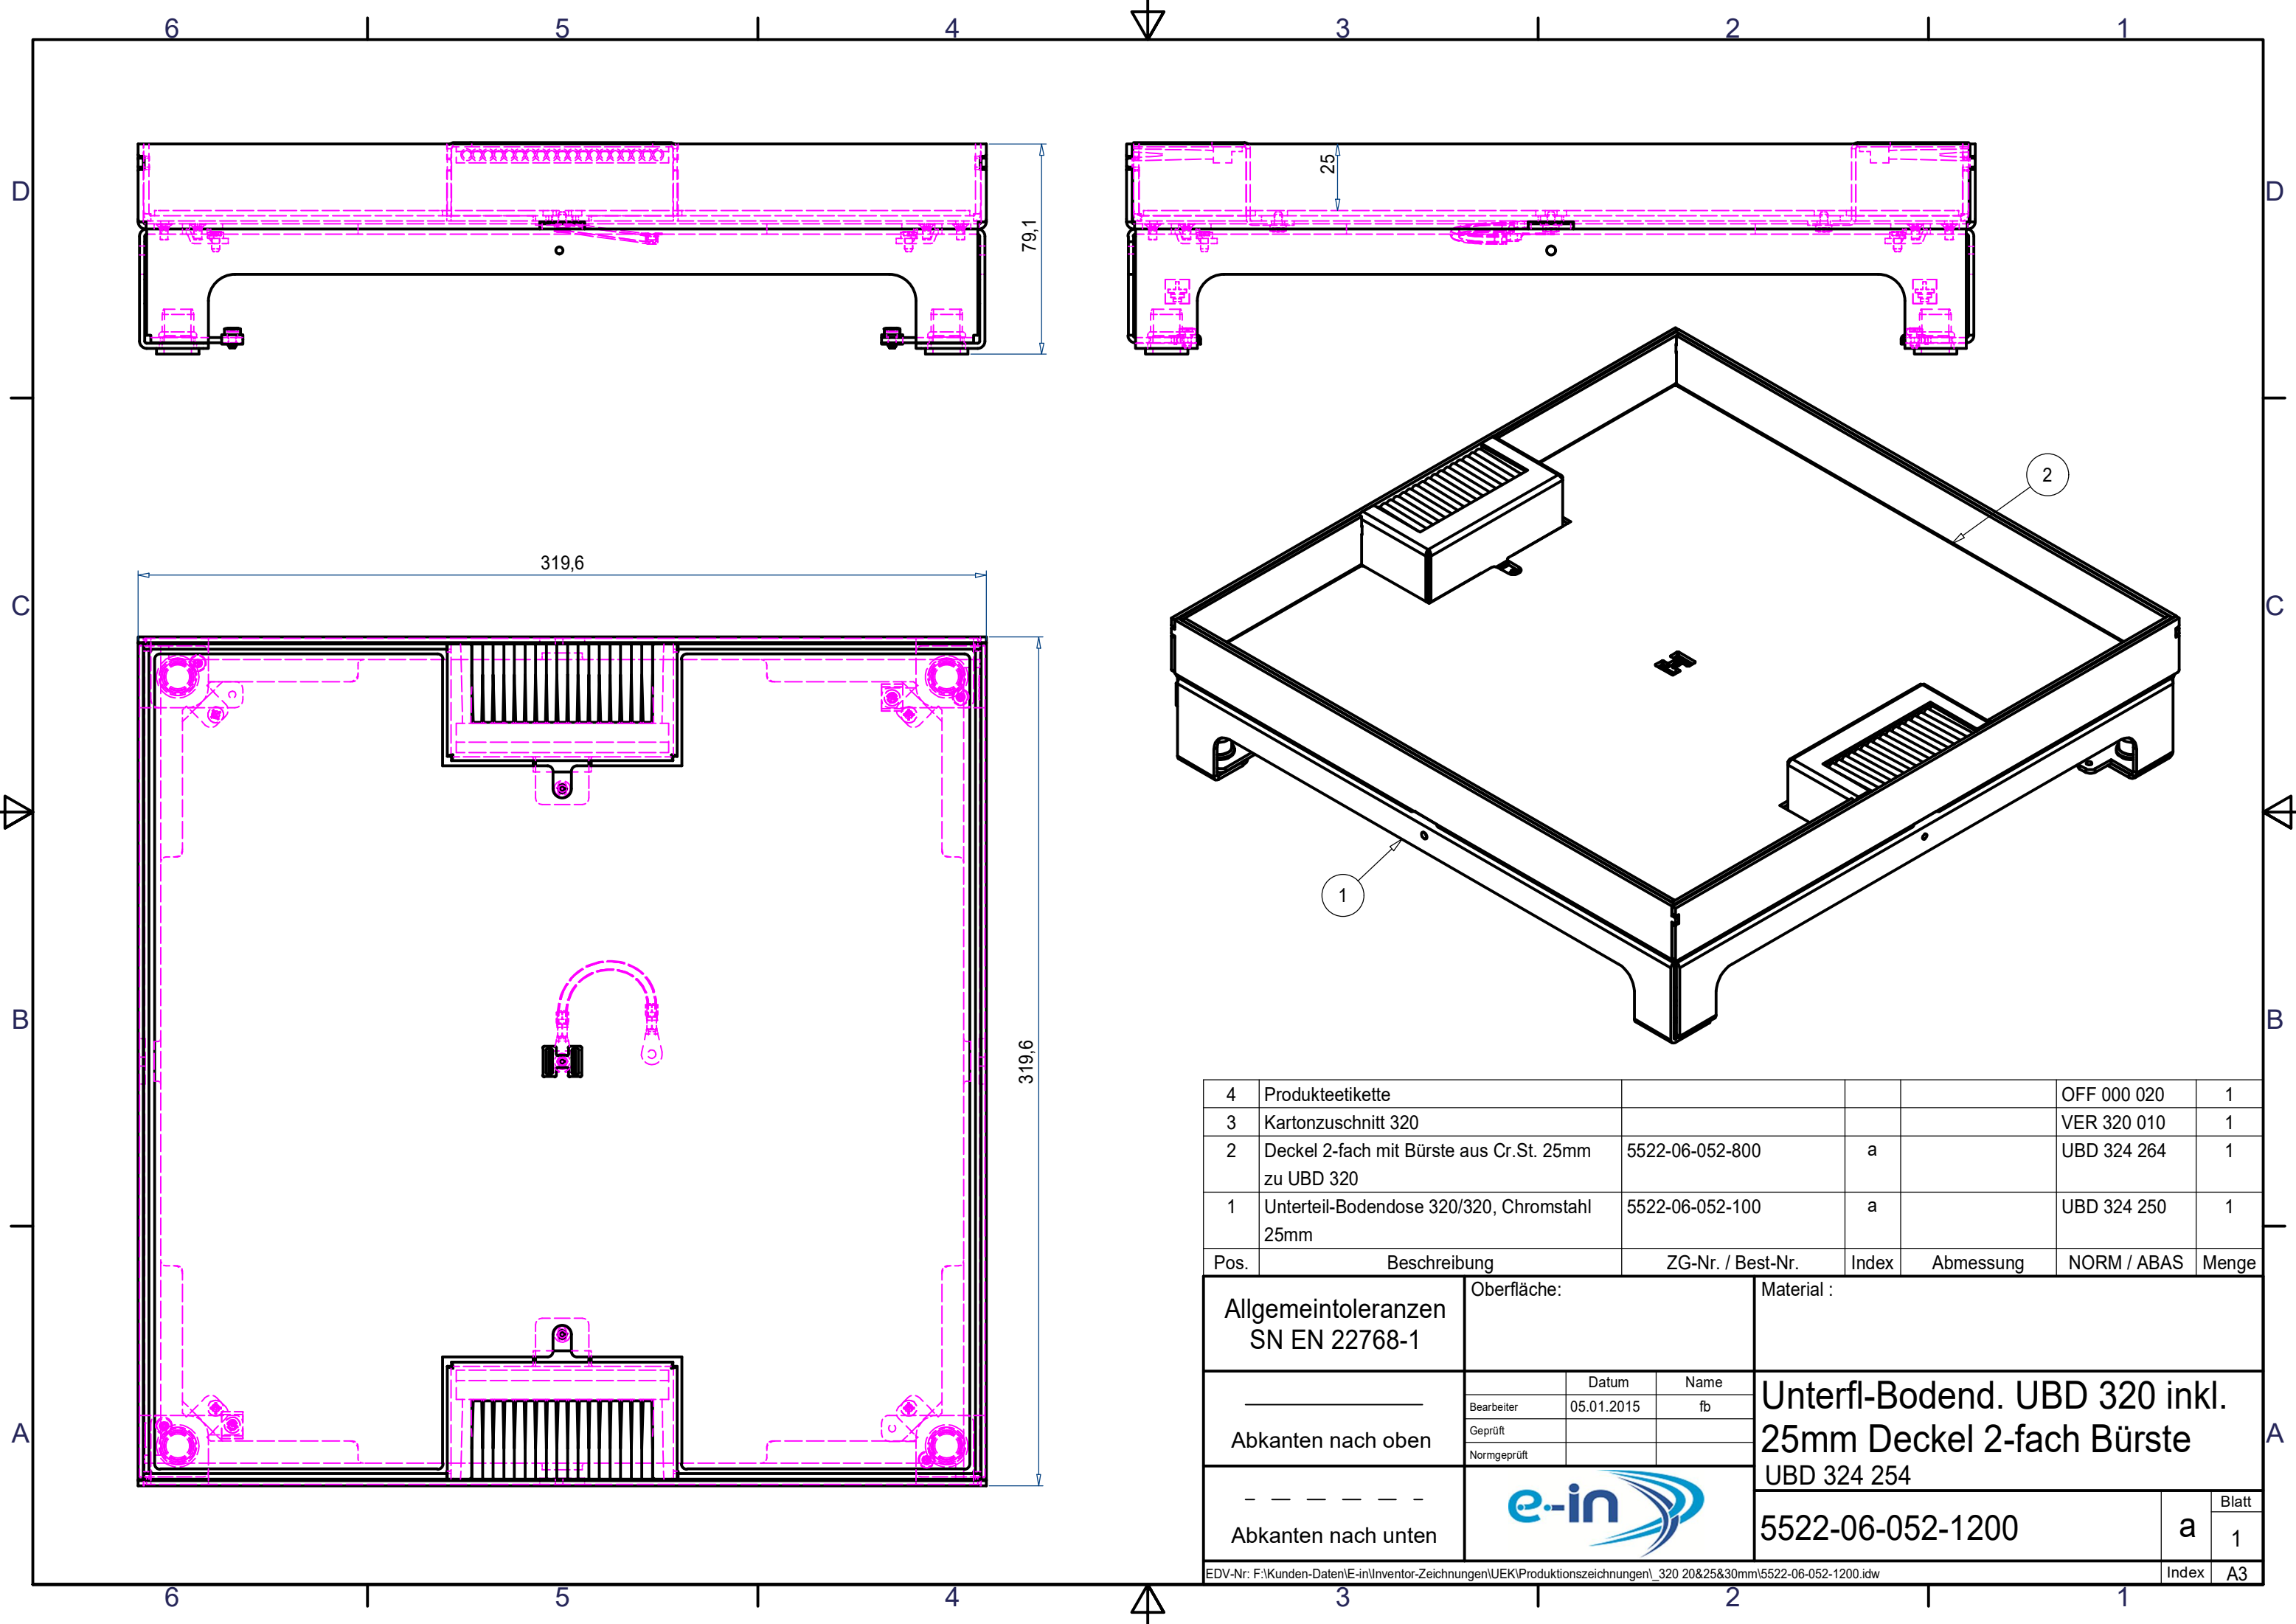 6 5 4 3 2 1
D D
25
79,1
2
319,6
C C
1
B B
319,6
4 Produkteetikette OFF 000 020 1
3 Kartonzuschnitt 320 VER 320 010 1
2 Deckel 2-fach mit Bürste aus Cr.St. 25mm 5522-06-052-800 a UBD 324 264 1
zu UBD 320
1 Unterteil-Bodendose 320/320, Chromstahl 5522-06-052-100 a UBD 324 250 1
25mm
Pos. Beschreibung ZG-Nr. / Best-Nr. Index Abmessung NORM / ABAS Menge
Allgemeintoleranzen
SN EN 22768-1
Oberfläche:
Material :
Abkanten nach oben
Abkanten nach unten
Datum Name
Bearbeiter 05.01.2015 fb
Geprüft
Normgeprüft
e-in
Unterfl-Bodend. UBD 320 inkl.
25mm Deckel 2-fach Bürste
UBD 324 254
5522-06-052-1200
a
Blatt
1
Index A3
EDV-Nr: F:\Kunden-Daten\E-in\Inventor-Zeichnungen\UEK\Produktionszeichnungen\_320 20&25&30mm\5522-06-052-1200.idw
A A
6 5 4 3 2 1